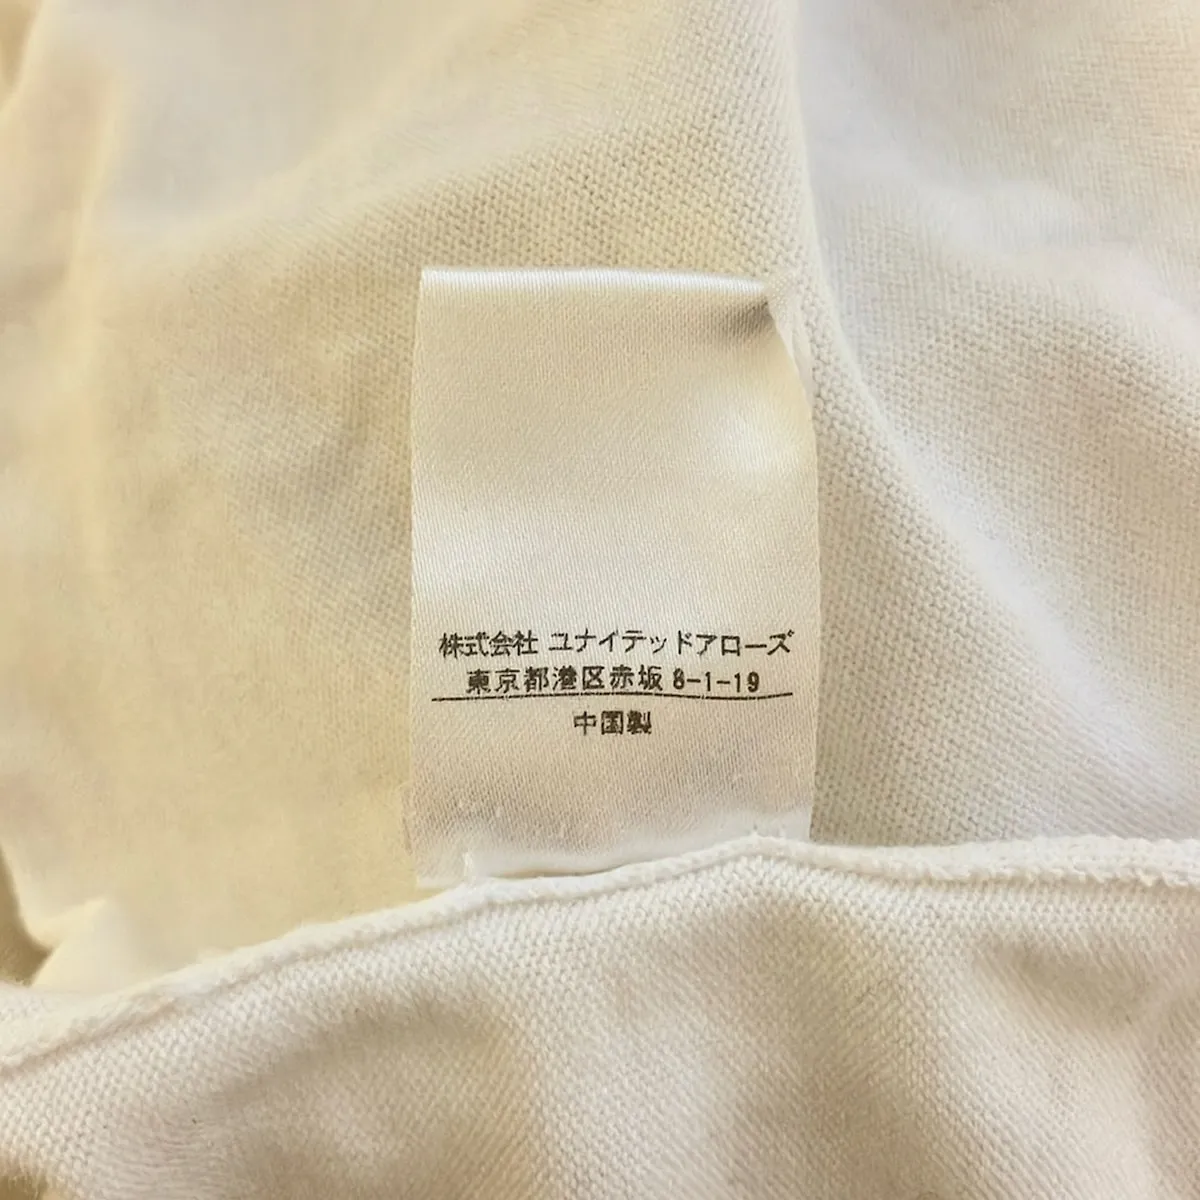 株式会社 ユナイテッドアローズ
東京都港区赤坂 8-1-19
中国製